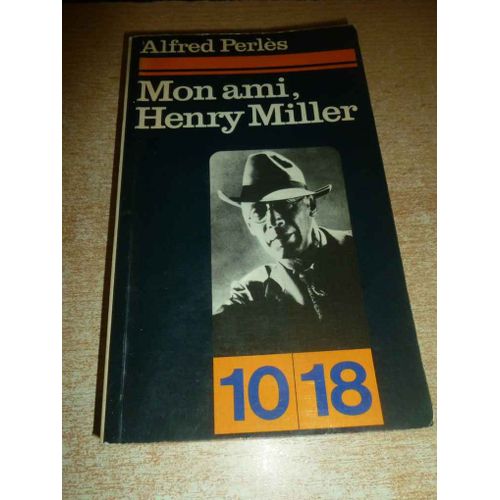 Alfred Perlès
Mon ami,
Henry Miller
10 18